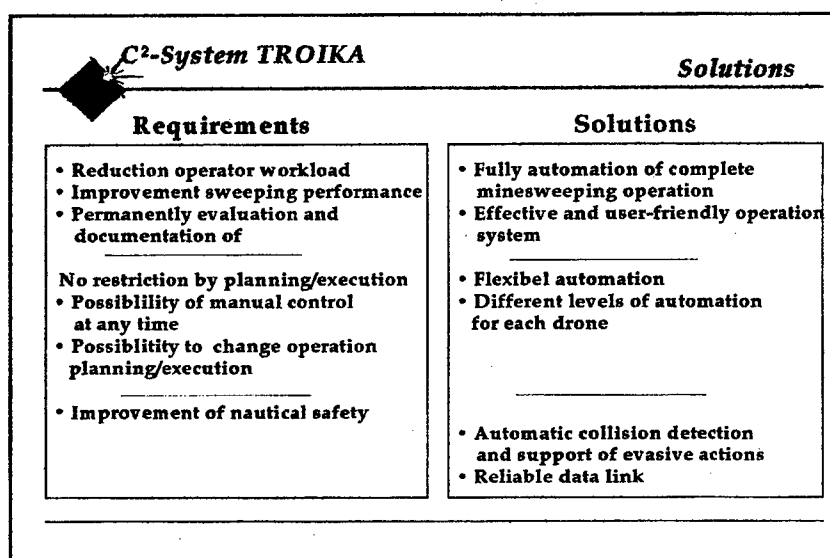 C²-System TROIKA
Solutions
Requirements
• Reduction operator workload
• Improvement sweeping performance
• Permanently evaluation and
documentation of
No restriction by planning/execution
• Possiblility of manual control
at any time
• Possiblitity to change operation
planning/execution
• Improvement of nautical safety
Solutions
• Fully automation of complete
minesweeping operation
• Effective and user-friendly operation
system
• Flexibel automation
• Different levels of automation
for each drone
• Automatic collision detection
and support of evasive actions
• Reliable data link